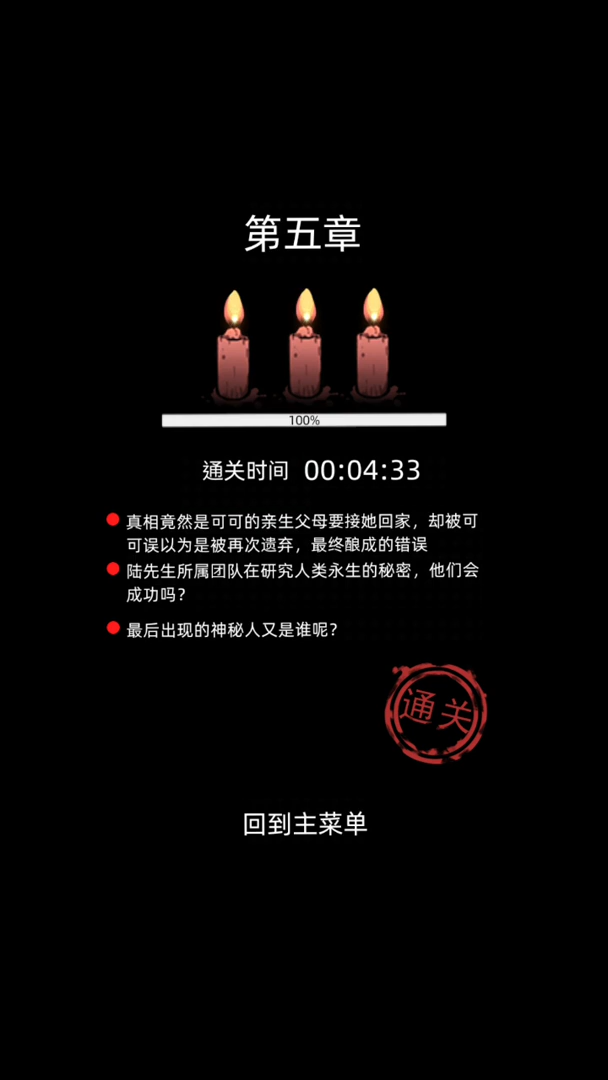 第五章
100%
通关时间 00:04:33
真相竟然是可可的亲生父母要接她回家，却被可
可误以为是被再次遗弃，最终酿成的错误
陆先生所属团队在研究人类永生的秘密，他们会
成功吗？
最后出现的神秘人又是谁呢？
通关
回到主菜单